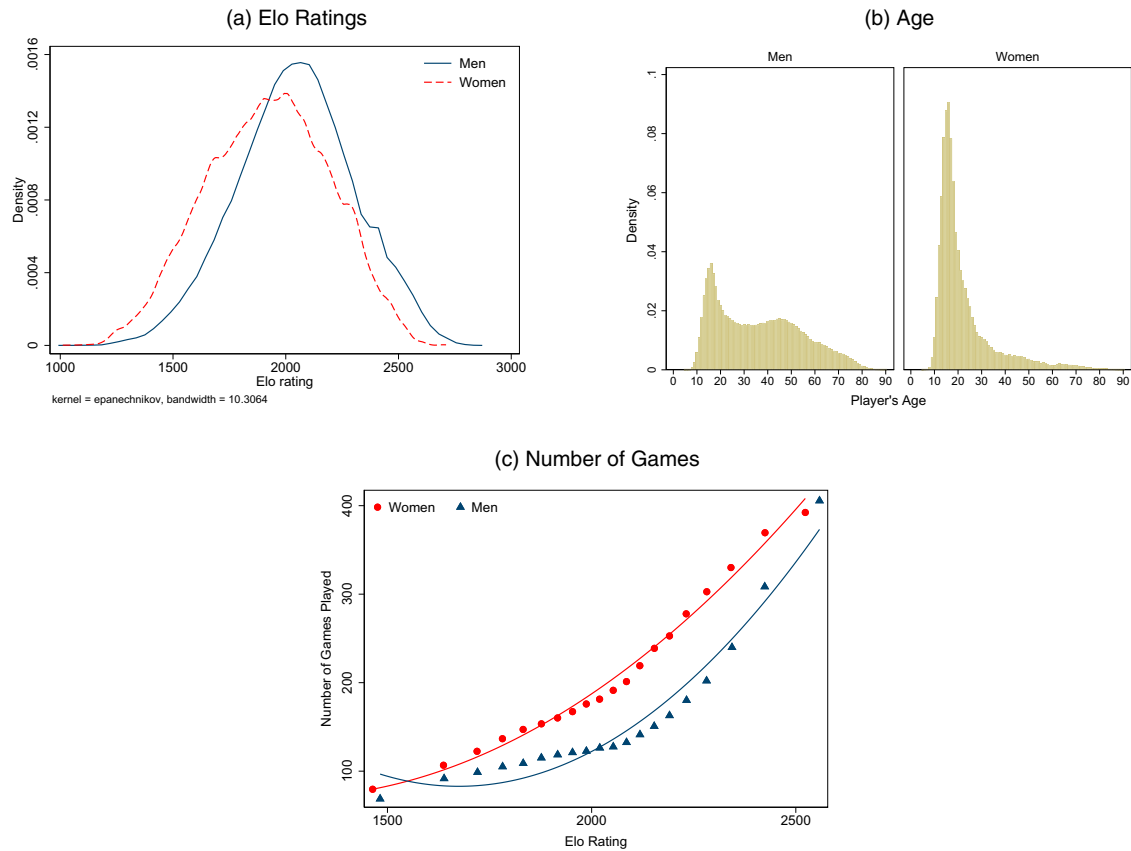 (a) Elo Ratings
.0016
.0012
.0008
.0004
0
Density
Men
Women
1000 1500 2000 2500 3000
Elo rating
kernel = epanechnikov, bandwidth = 10.3064
(b) Age
Men Women
.1
.08
.06
.04
.02
0
Density
0 10 20 30 40 50 60 70 80 90 0 10 20 30 40 50 60 70 80 90
Player's Age
(c) Number of Games
Women Men
400
300
200
100
Number of Games Played
1500 2000 2500
Elo Rating